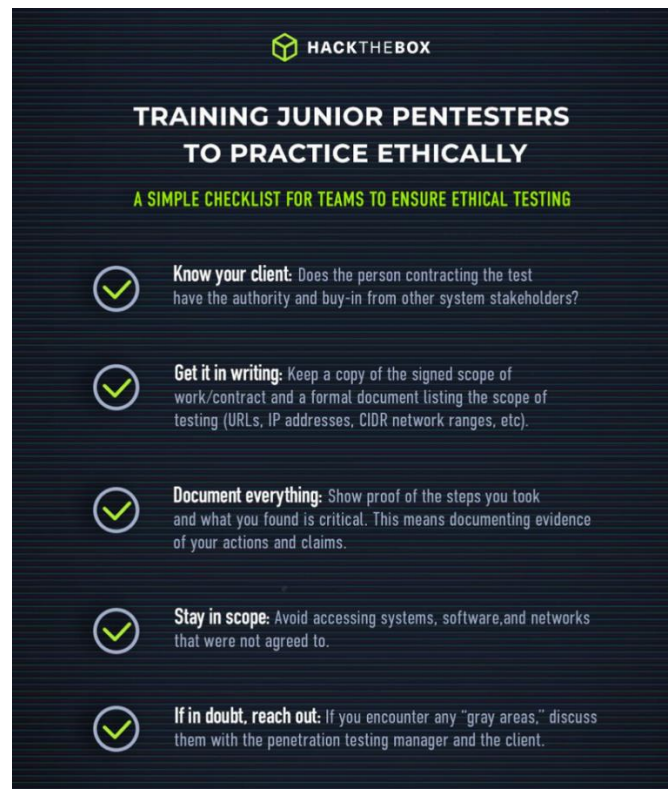 HACKTHEBOX
TRAINING JUNIOR PENTESTERS
TO PRACTICE ETHICALLY
A SIMPLE CHECKLIST FOR TEAMS TO ENSURE ETHICAL TESTING
Know your client: Does the person contracting the test
have the authority and buy-in from other system stakeholders?
Get it in writing: Keep a copy of the signed scope of
work/contract and a formal document listing the scope of
testing (URLs, IP addresses, CIDR network ranges, etc).
Document everything: Show proof of the steps you took
and what you found is critical. This means documenting evidence
of your actions and claims.
Stay in scope: Avoid accessing systems, software,and networks
that were not agreed to.
If in doubt, reach out: If you encounter any “gray areas,” discuss
them with the penetration testing manager and the client.